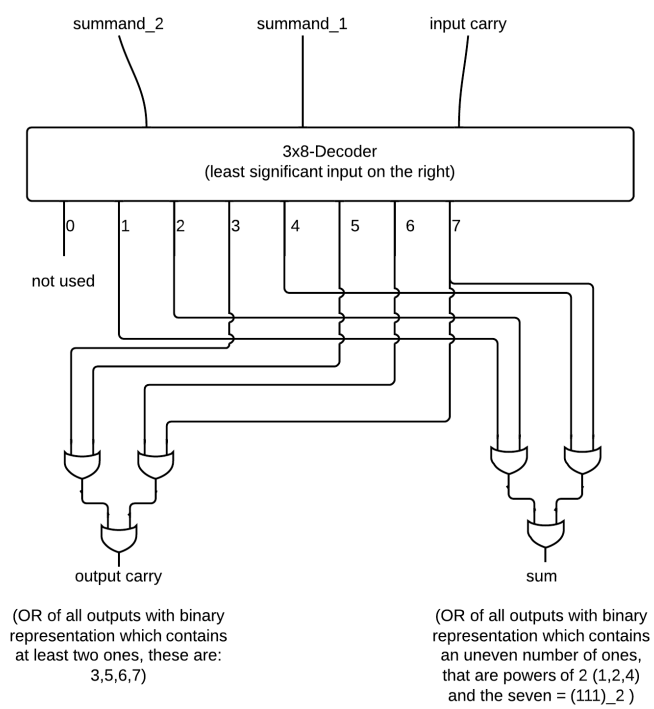 summand_2 summand_1 input carry
3x8-Decoder
(least significant input on the right)
0 1 2 3 4 5 6 7
not used
output carry
(OR of all outputs with binary
representation which contains
at least two ones, these are:
3,5,6,7)
sum
(OR of all outputs with binary
representation which contains
an uneven number of ones,
that are powers of 2 (1,2,4)
and the seven = (111)_2 )